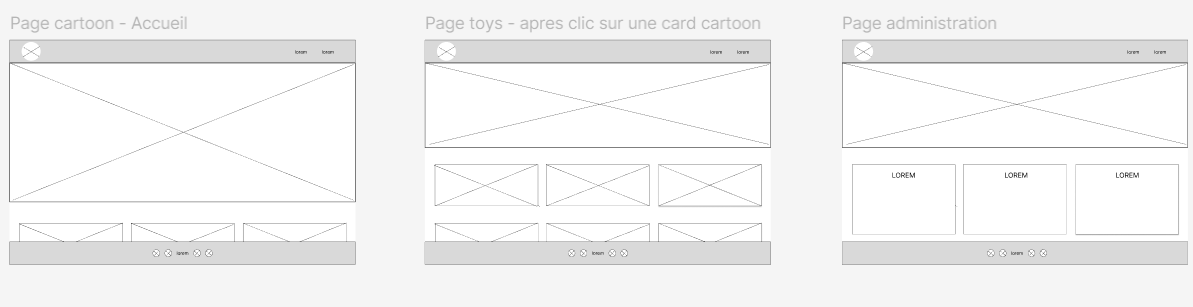 Page cartoon - Accueil
lorem lorem
lorem
Page toys - apres clic sur une card cartoon
lorem lorem
lorem
Page administration
lorem lorem
LOREM LOREM LOREM
lorem